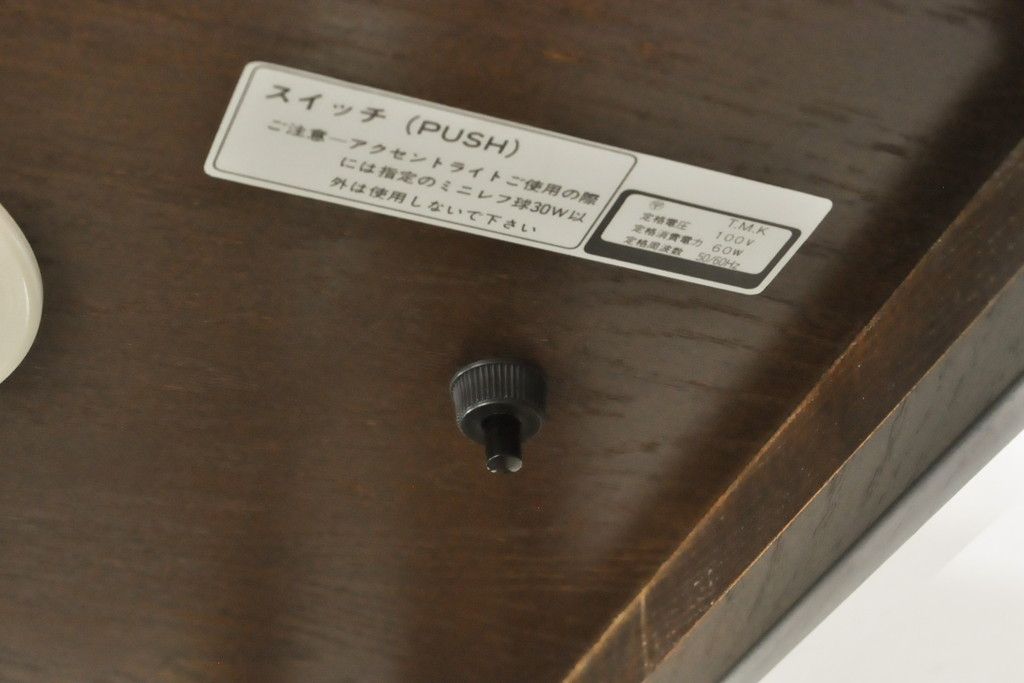 スイッチ（PUSH）
ご注意ーアクセントライトご使用の際
には指定のミニレフ球30W以
外は使用しないで下さい
〒 T.M.K
定格電圧 100V
定格消費電力 60W
定格周波数 50/60Hz